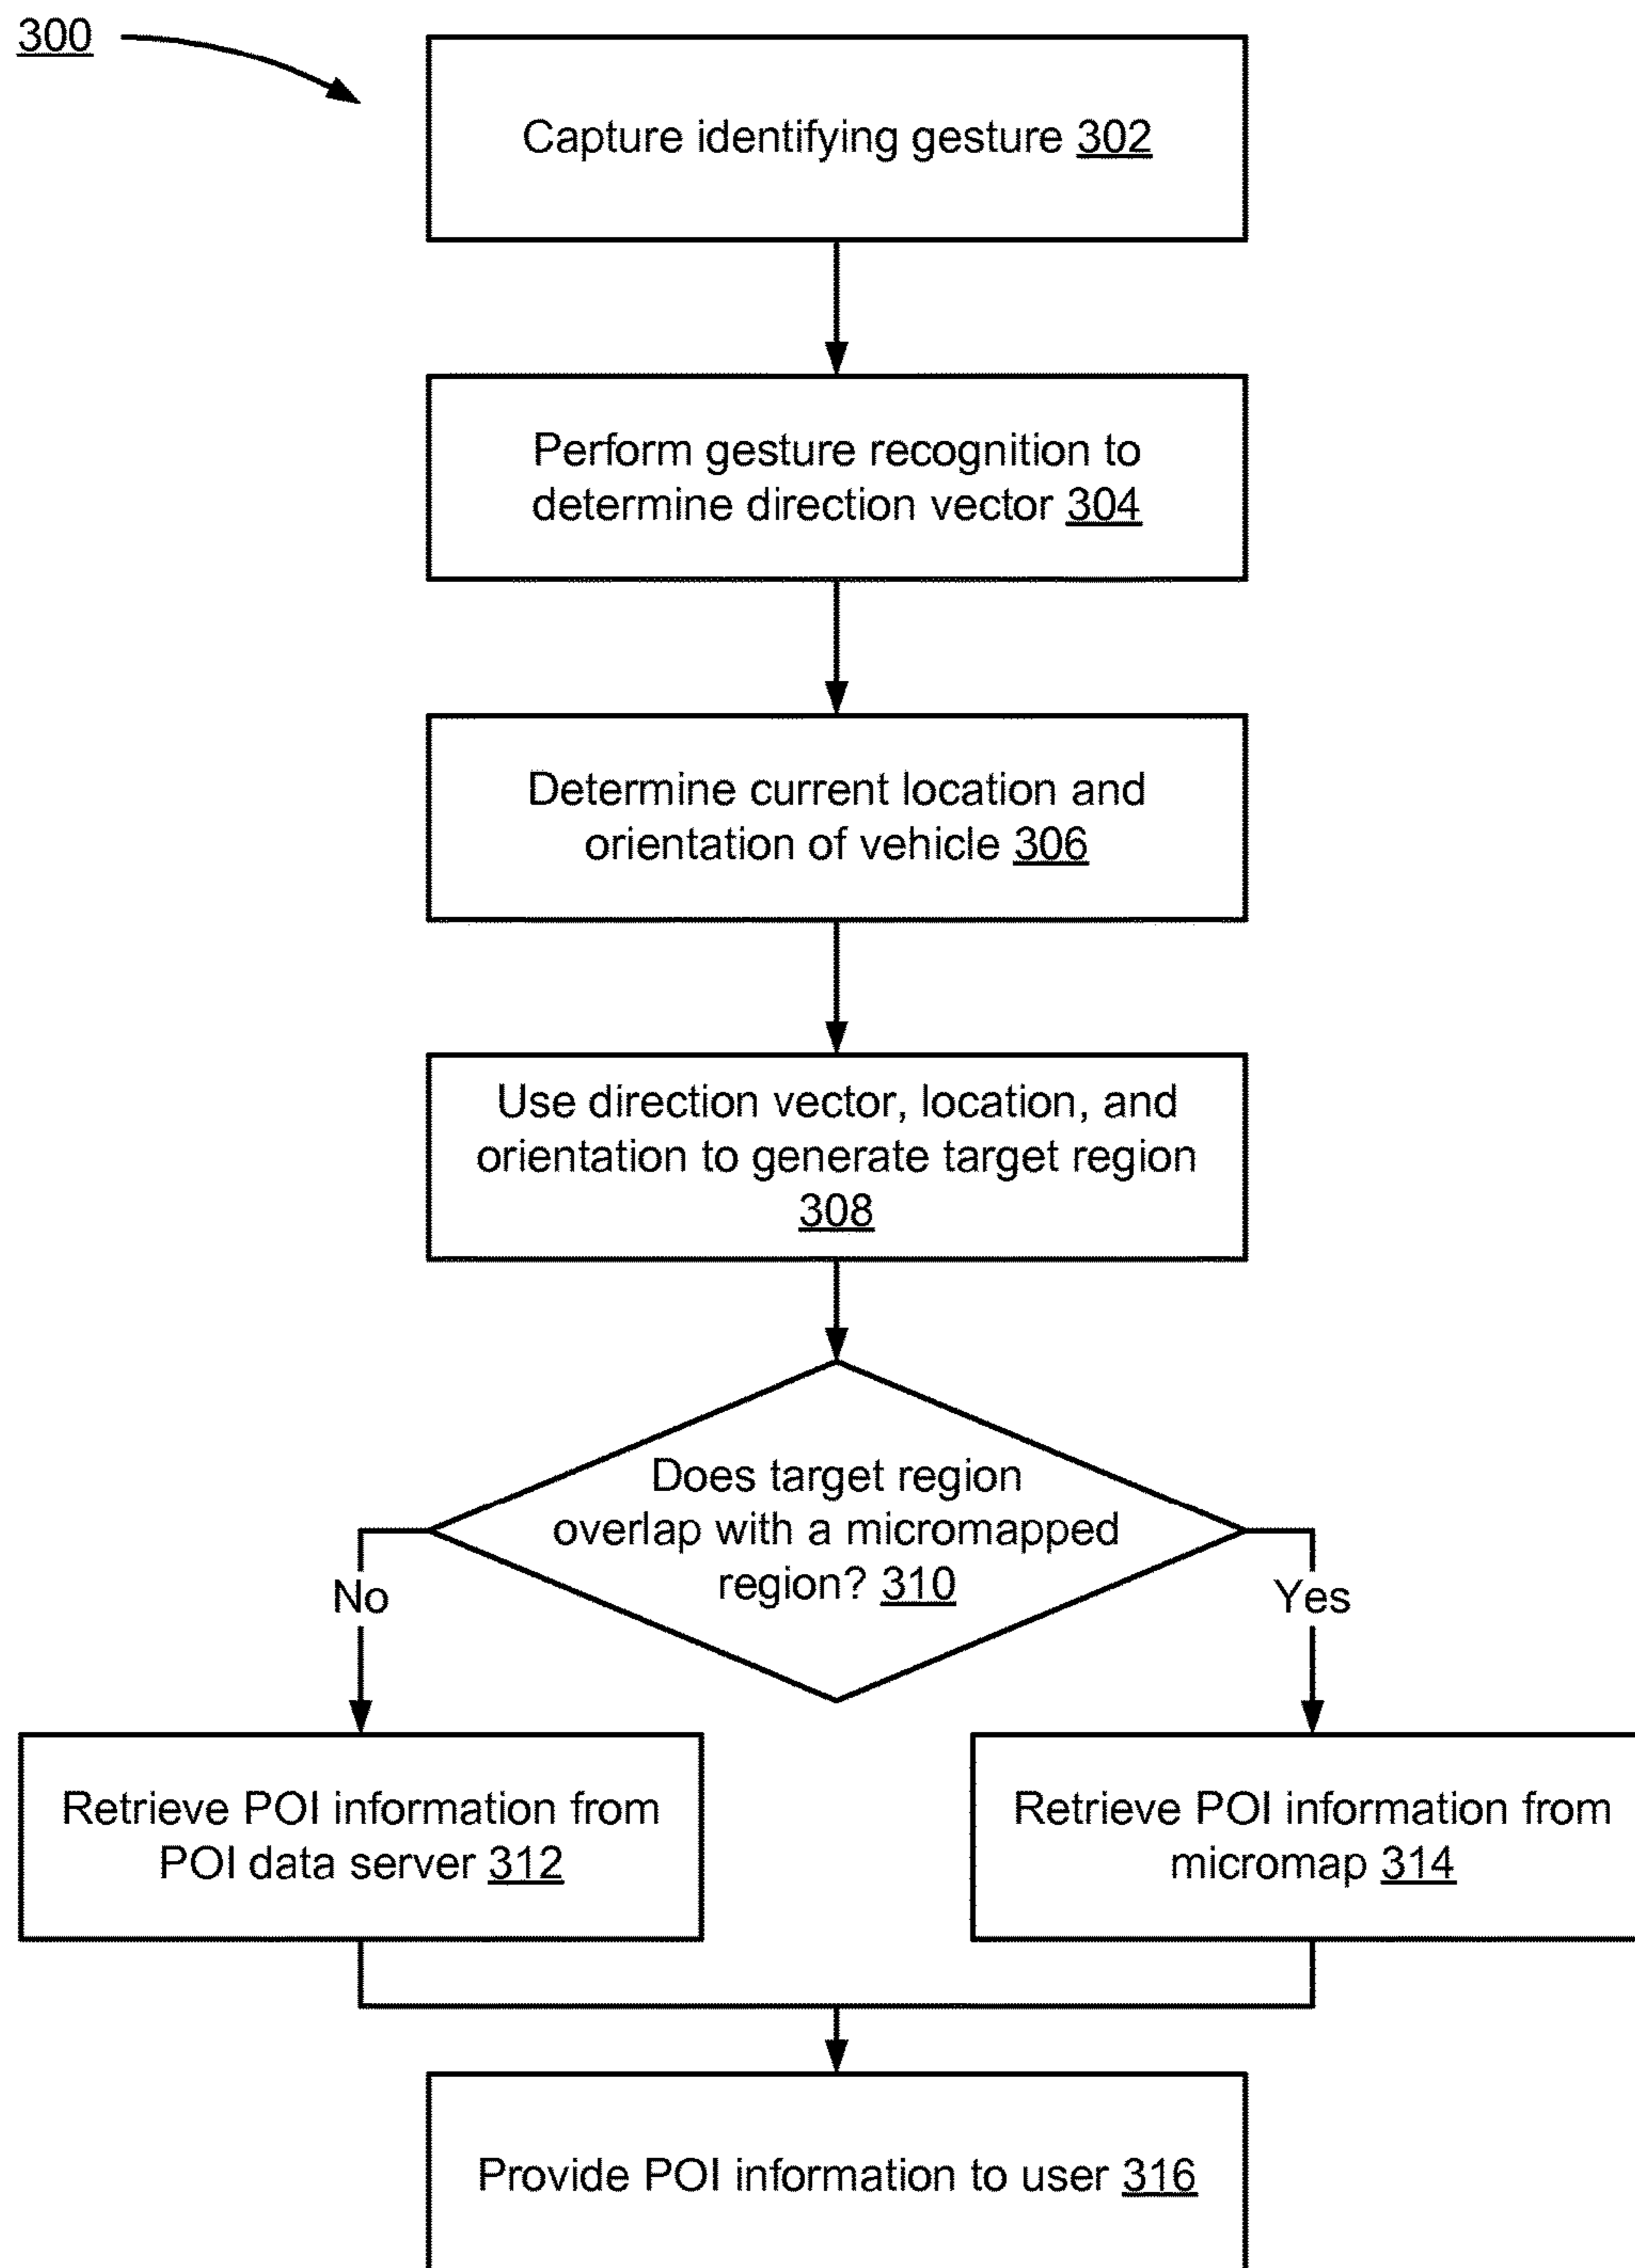 300
Capture identifying gesture 302
Perform gesture recognition to
determine direction vector 304
Determine current location and
orientation of vehicle 306
Use direction vector, location, and
orientation to generate target region
308
Does target region
overlap with a micromapped
region? 310
No
Yes
Retrieve POI information from
POI data server 312
Retrieve POI information from
micromap 314
Provide POI information to user 316